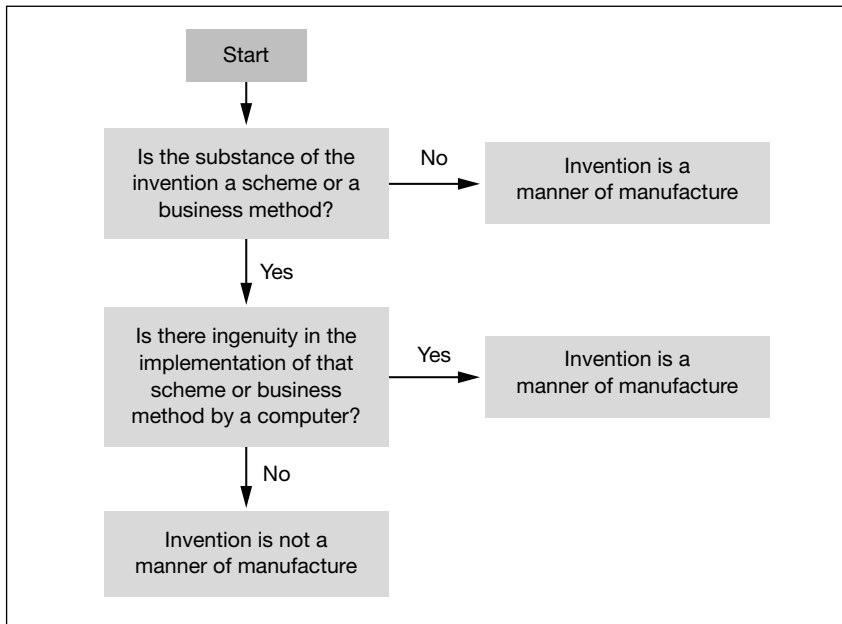 Start
Is the substance of the
invention a scheme or a
business method?
No
Invention is a
manner of manufacture
Yes
Is there ingenuity in the
implementation of that
scheme or business
method by a computer?
Yes
Invention is a
manner of manufacture
No
Invention is not a
manner of manufacture